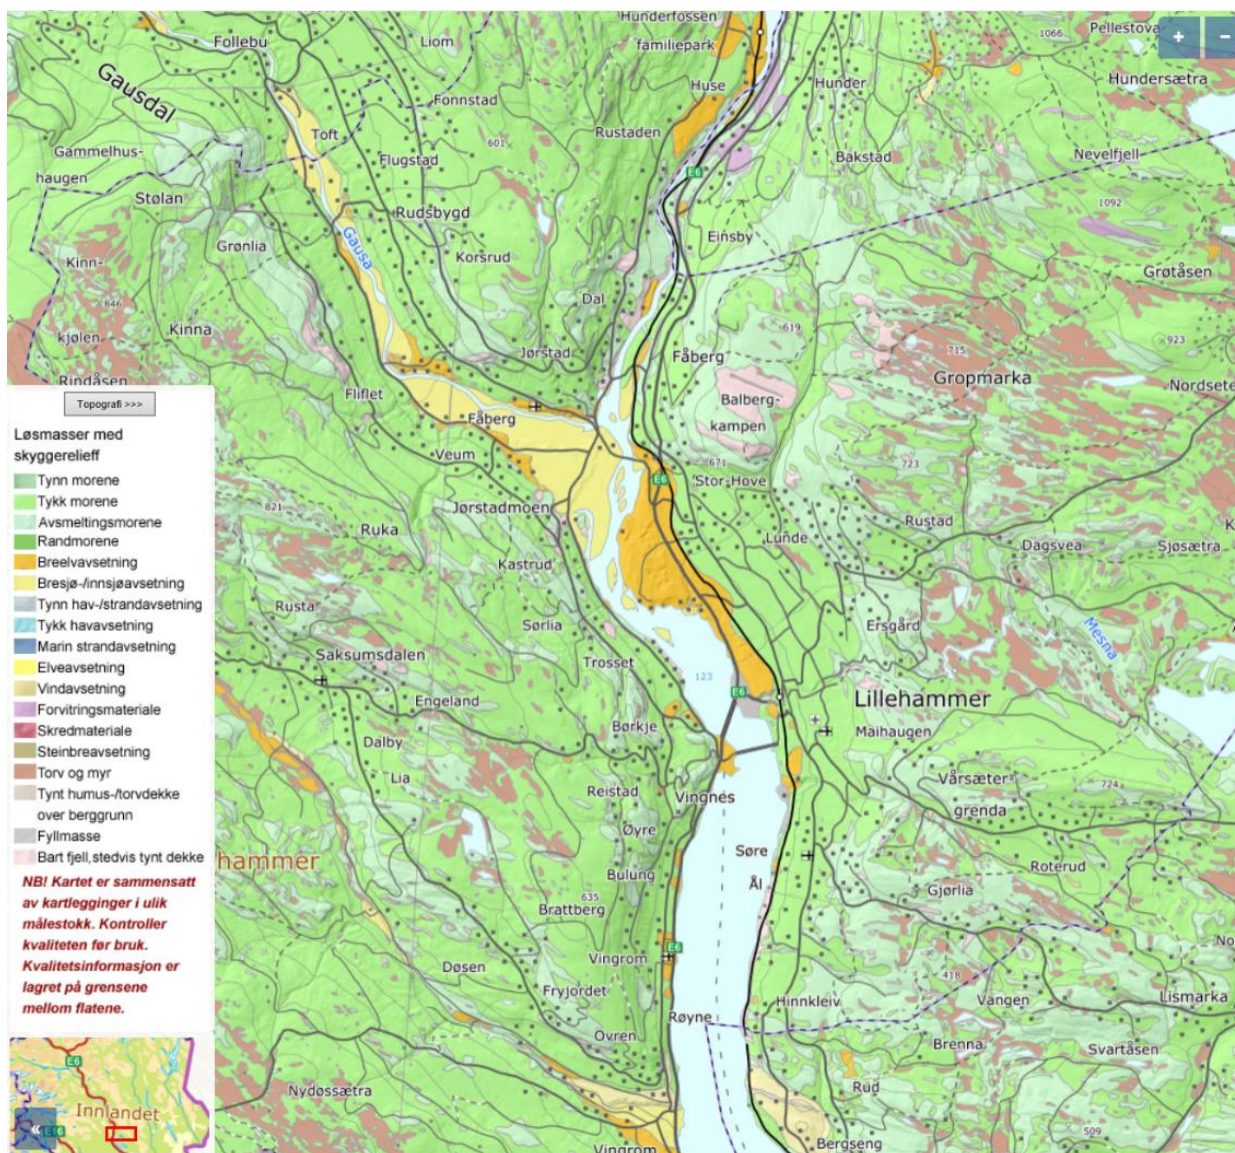 Hunderfossen
familiepark
1066
Pellestova
+
−
Follebu
Liom
Hundersætra
Gausdal
Huse
Hunder
Fonnstad
Toft
Rustaden
601
Nevelfjell
Gammelhus-
haugen
Flugstad
Bakstad
E6
Stølan
1092
Rudsbygd
Gausa
Einsby
Grønlia
Korsrud
Kinn-
Grøtåsen
846
Dal
kjølen
Kinna
619
923
Jørstad
Fåberg
715
Rindåsen
Gropmarka
Nordsete
Fliflet
Balberg-
kampen
Fåberg
Veum
671
723
Stor-Hove
E6
821
Jørstadmoen
Ruka
Rustad
Lunde
Dagsvea
Sjøsætra
Kastrud
Rusta
Sørlia
Ersgård
Mesna
Saksumsdalen
Trosset
123
E6
Engeland
Lillehammer
Børkje
Maihaugen
Dalby
Lia
Reistad
Vingnes
Vårsæter-
grenda
724
Øyre
hammer
Søre
Ål
Roterud
Bulung
635
Gjørlia
Brattberg
E6
Vingrom
No
Døsen
418
Fryjordet
Hinnkleiv
Vangen
Lismarka
Røyne
Øvren
Brenna
Svartåsen
Nydøssætra
Rud
509
Vingrom
Bergseng
Topografi >>>
Løsmasser med
skyggerelieff
Tynn morene
Tykk morene
Avsmeltingsmorene
Randmorene
Breelvavsetning
Bresjø-/innsjøavsetning
Tynn hav-/strandavsetning
Tykk havavsetning
Marin strandavsetning
Elveavsetning
Vindavsetning
Forvitringsmateriale
Skredmateriale
Steinbreavsetning
Torv og myr
Tynt humus-/torvdekke
over berggrunn
Fyllmasse
Bart fjell,stedvis tynt dekke
NB! Kartet er sammensatt
av kartlegginger i ulik
målestokk. Kontroller
kvaliteten før bruk.
Kvalitetsinformasjon er
lagret på grensene
mellom flatene.
E6
Innlandet
«
E16